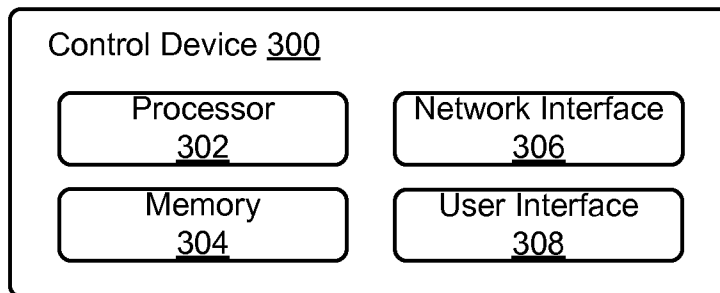 Control Device 300
Processor
302
Network Interface
306
Memory
304
User Interface
308